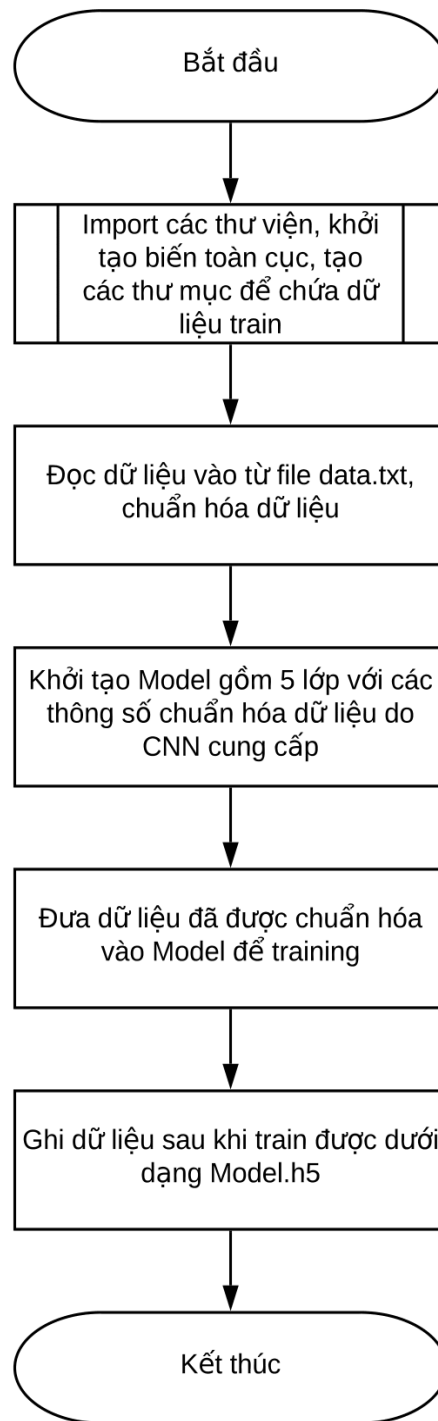 Bắt đầu
Import các thư viện, khởi
tạo biến toàn cục, tạo
các thư mục để chứa dữ
liệu train
Đọc dữ liệu vào từ file data.txt,
chuẩn hóa dữ liệu
Khởi tạo Model gồm 5 lớp với các
thông số chuẩn hóa dữ liệu do
CNN cung cấp
Đưa dữ liệu đã được chuẩn hóa
vào Model để training
Ghi dữ liệu sau khi train được dưới
dạng Model.h5
Kết thúc